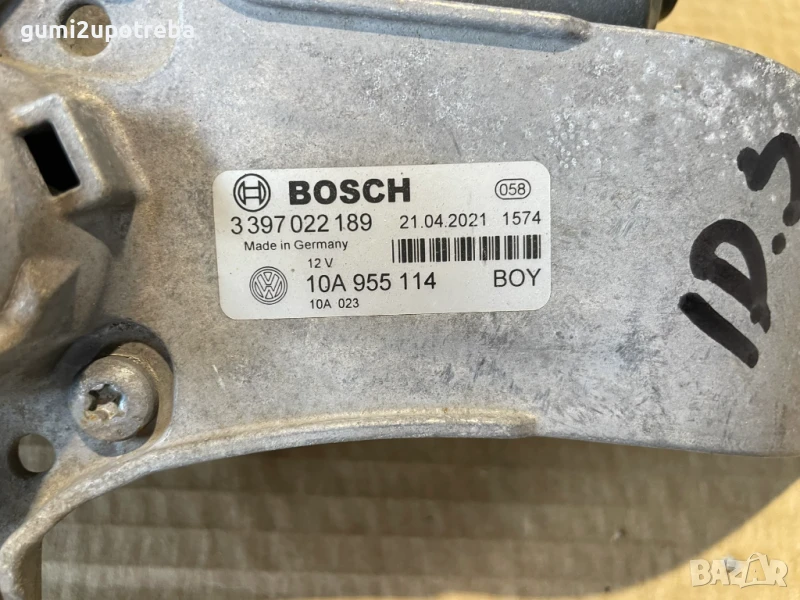 gumi2upotreba
BOSCH 058
3 397 022 189 21.04.2021 1574
Made in Germany
12 V
10A 955 114 BOY
10A 023
I.D.3
BAZAR